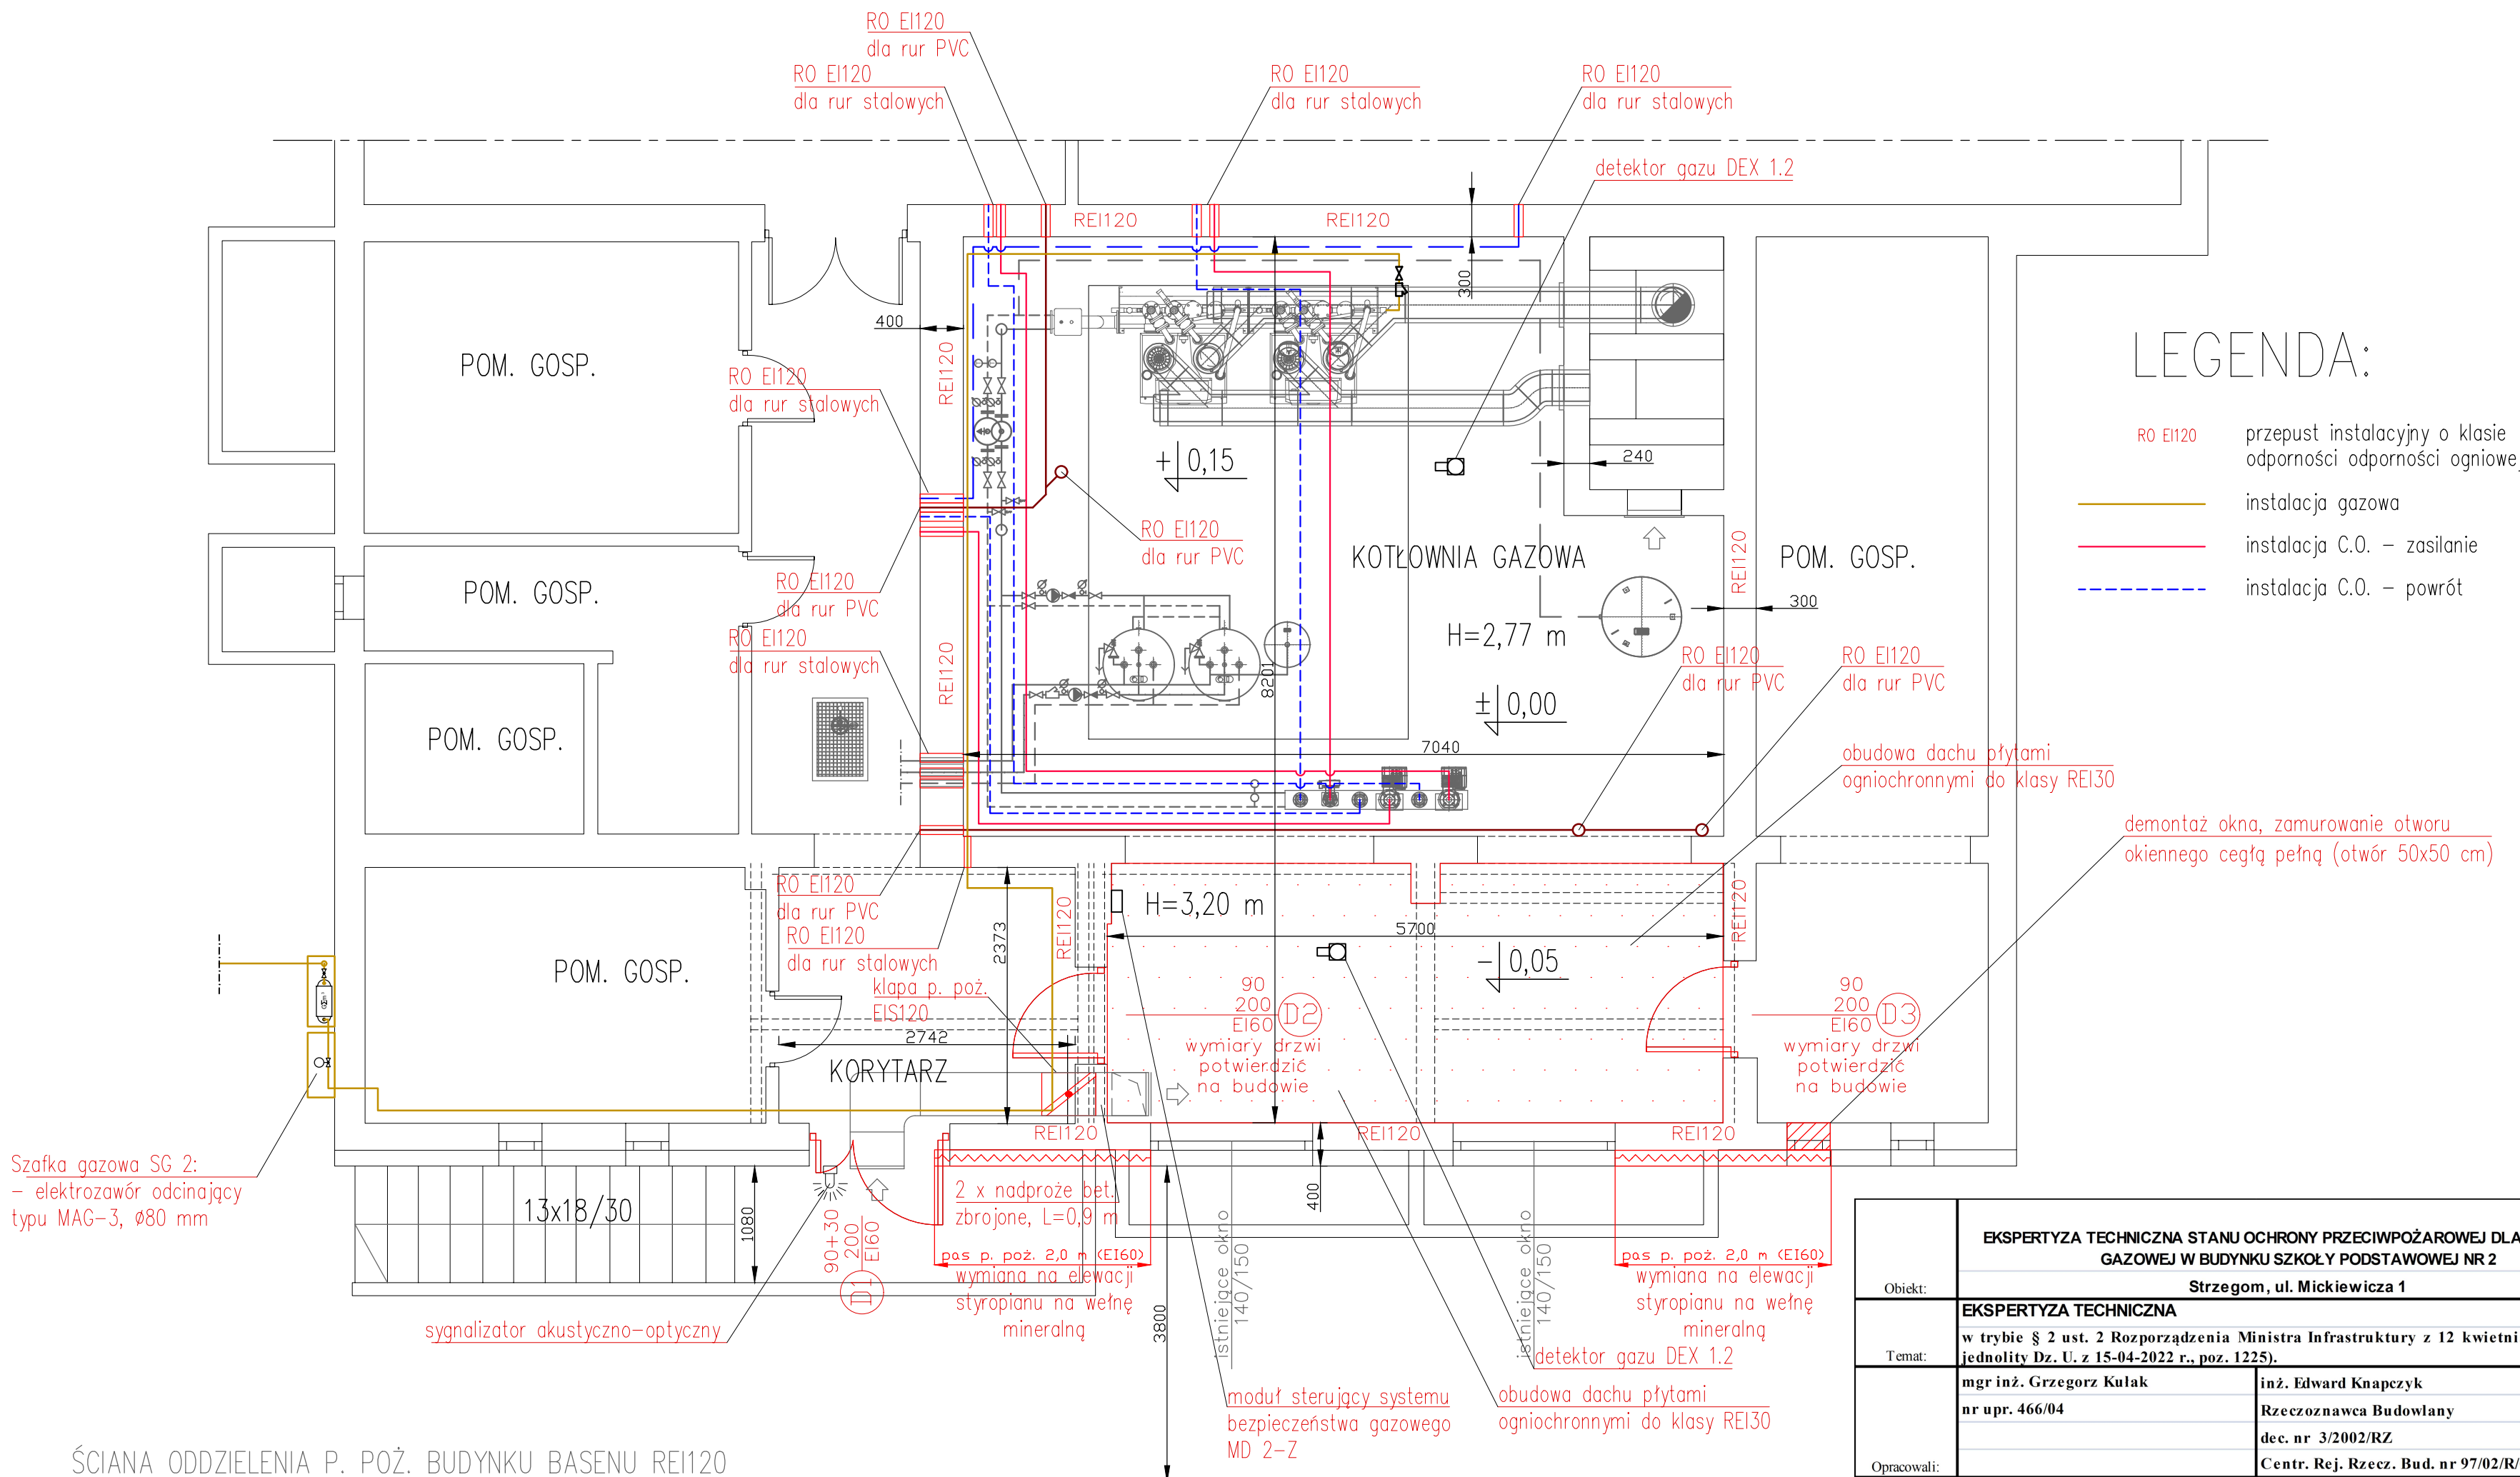 RO EI120
dla rur PVC
RO EI120
dla rur stalowych
RO EI120
dla rur stalowych
RO EI120
dla rur stalowych
detektor gazu DEX 1.2
REI120
REI120
300
400
POM. GOSP.
REI120
RO EI120
dla rur stalowych
+ 0,15
240
LEGENDA:
RO EI120
przepust instalacyjny o klasie
odporności odporności ogniowej
instalacja gazowa
instalacja C.O. – zasilanie
instalacja C.O. – powrót
RO EI120
dla rur PVC
KOTŁOWNIA GAZOWA
REI120
POM. GOSP.
POM. GOSP.
RO EI120
dla rur PVC
300
H=2,77 m
RO EI120
dla rur stalowych
REI120
8201
RO EI120
dla rur PVC
RO EI120
dla rur PVC
± 0,00
POM. GOSP.
7040
obudowa dachu płytami
ogniochronnymi do klasy REI30
demontaż okna, zamurowanie otworu
okiennego cegłą pełną (otwór 50x50 cm)
RO EI120
dla rur PVC
RO EI120
dla rur stalowych
2373
REI120
H=3,20 m
5700
REI120
– 0,05
POM. GOSP.
klapa p. poż.
EIS120
2742
KORYTARZ
90
200
EI60
D2
wymiary drzwi
potwierdzić
na budowie
90
200
EI60
D3
wymiary drzwi
potwierdzić
na budowie
REI120
REI120
REI120
Szafka gazowa SG 2:
– elektrozawór odcinający
typu MAG–3, ø80 mm
13x18/30
1080
90+30
200
EI60
D1
2 x nadproże bet.
zbrojone, L=0,9 m
400
pas p. poż. 2,0 m (EI60)
wymiana na elewacji
styropianu na wełnę
mineralną
istniejące okno
140/150
istniejące okno
140/150
pas p. poż. 2,0 m (EI60)
wymiana na elewacji
styropianu na wełnę
mineralną
sygnalizator akustyczno–optyczny
3800
detektor gazu DEX 1.2
moduł sterujący systemu
bezpieczeństwa gazowego
MD 2–Z
obudowa dachu płytami
ogniochronnymi do klasy REI30
ŚCIANA ODDZIELENIA P. POŻ. BUDYNKU BASENU REI120
EKSPERTYZA TECHNICZNA STANU OCHRONY PRZECIWPOŻAROWEJ DLA
GAZOWEJ W BUDYNKU SZKOŁY PODSTAWOWEJ NR 2
Obiekt:
Strzegom, ul. Mickiewicza 1
EKSPERTYZA TECHNICZNA
w trybie § 2 ust. 2 Rozporządzenia Ministra Infrastruktury z 12 kwietni
Temat:
jednolity Dz. U. z 15-04-2022 r., poz. 1225).
mgr inż. Grzegorz Kułak
inż. Edward Knapczyk
nr upr. 466/04
Rzeczoznawca Budowlany
dec. nr 3/2002/RZ
Opracowali:
Centr. Rej. Rzecz. Bud. nr 97/02/R/